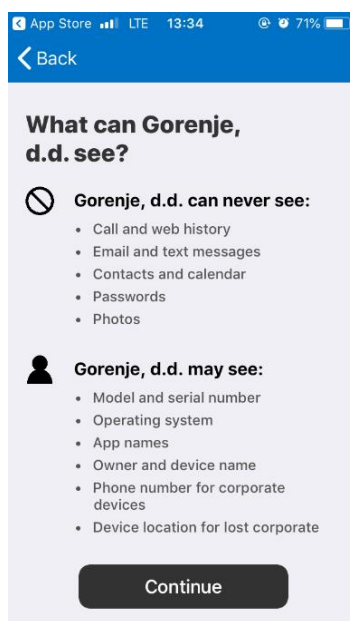 App Store LTE 13:34 71%
Back
What can Gorenje,
d.d. see?
Gorenje, d.d. can never see:
• Call and web history
• Email and text messages
• Contacts and calendar
• Passwords
• Photos
Gorenje, d.d. may see:
• Model and serial number
• Operating system
• App names
• Owner and device name
• Phone number for corporate
devices
• Device location for lost corporate
Continue